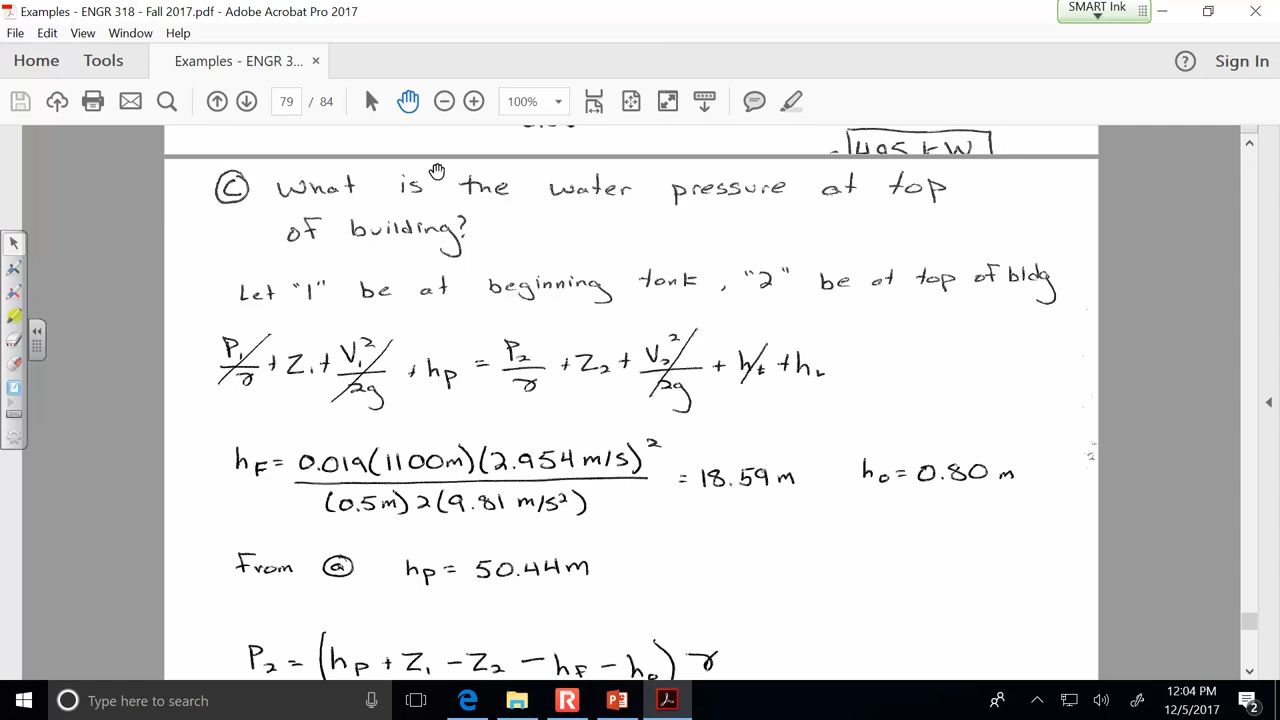 Examples - ENGR 318 - Fall 2017.pdf - Adobe Acrobat Pro 2017
SMART Ink
File Edit View Window Help
Home Tools Examples - ENGR 3... × Sign In
79 / 84 100%
495 kW
Ⓒ What is the water pressure at top
of building?
Let "1" be at beginning tank, "2" be at top of bldg
P₁/γ + Z₁ + V₁²/2g + hp = P₂/γ + Z₂ + V₂²/2g + ht + hL
hF = 0.019(1100m)(2.954 m/s)² / (0.5m)2(9.81 m/s²) = 18.59 m h₀ = 0.80 m
From ⓐ hp = 50.44m
P₂ = (hp + Z₁ - Z₂ - hF - h₀) γ
Type here to search
12:04 PM
12/5/2017
2